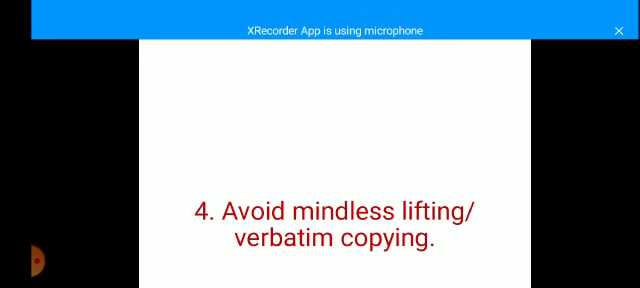 XRecorder App is using microphone
4. Avoid mindless lifting/
verbatim copying.